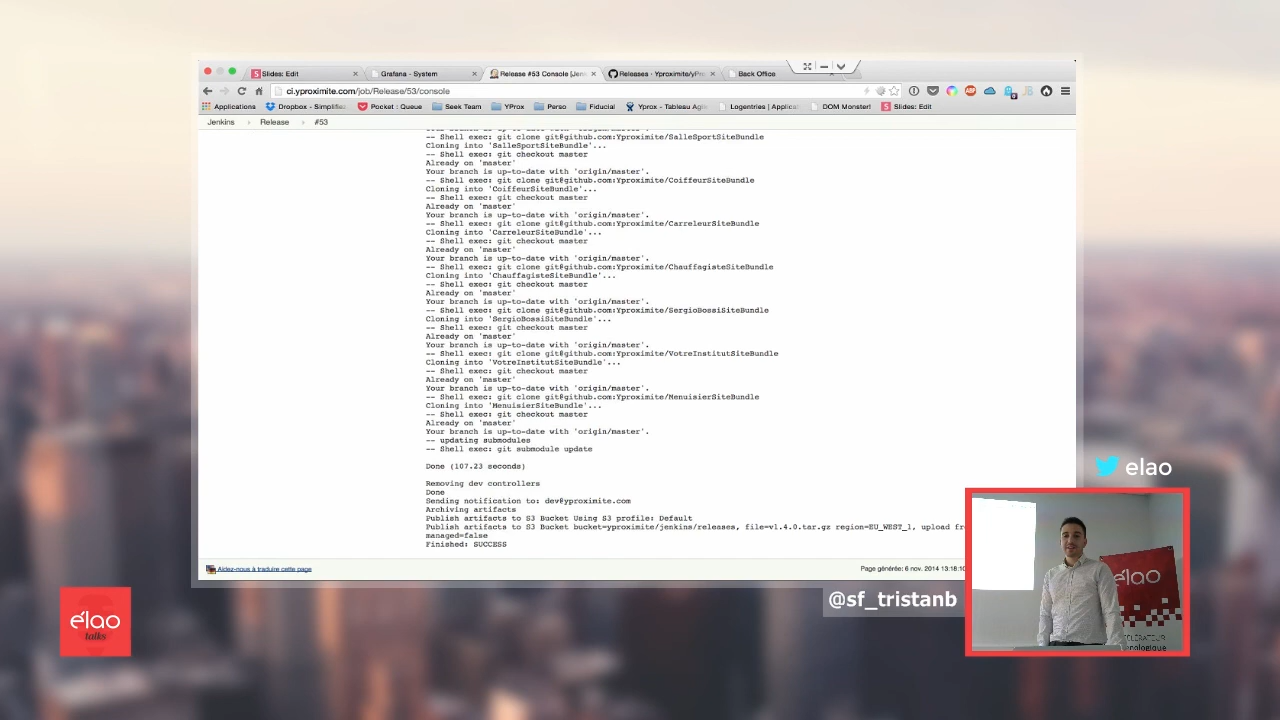 Slides: Edit
Grafana - System
Release #53 Console [Jenk
Releases · Yproximite/yPr
Back Office
ci.yproximite.com/job/Release/53/console
Applications
Dropbox - Simplifie
Pocket : Queue
Seek Team
YProx
Perso
Fiducial
Yprox - Tableau Agile
Logentries | Applicat
DOM Monster!
Slides: Edit
Jenkins
Release
#53
-- Shell exec: git clone git@github.com:Yproximite/SalleSportSiteBundle
Cloning into 'SalleSportSiteBundle'...
-- Shell exec: git checkout master
Already on 'master'
Your branch is up-to-date with 'origin/master'.
-- Shell exec: git clone git@github.com:Yproximite/CoiffeurSiteBundle
Cloning into 'CoiffeurSiteBundle'...
-- Shell exec: git checkout master
Already on 'master'
Your branch is up-to-date with 'origin/master'.
-- Shell exec: git clone git@github.com:Yproximite/CarreleurSiteBundle
Cloning into 'CarreleurSiteBundle'...
-- Shell exec: git checkout master
Already on 'master'
Your branch is up-to-date with 'origin/master'.
-- Shell exec: git clone git@github.com:Yproximite/ChauffagisteSiteBundle
Cloning into 'ChauffagisteSiteBundle'...
-- Shell exec: git checkout master
Already on 'master'
Your branch is up-to-date with 'origin/master'.
-- Shell exec: git clone git@github.com:Yproximite/SergioBossiSiteBundle
Cloning into 'SergioBossiSiteBundle'...
-- Shell exec: git checkout master
Already on 'master'
Your branch is up-to-date with 'origin/master'.
-- Shell exec: git clone git@github.com:Yproximite/VotreInstitutSiteBundle
Cloning into 'VotreInstitutSiteBundle'...
-- Shell exec: git checkout master
Already on 'master'
Your branch is up-to-date with 'origin/master'.
-- Shell exec: git clone git@github.com:Yproximite/MenuisierSiteBundle
Cloning into 'MenuisierSiteBundle'...
-- Shell exec: git checkout master
Already on 'master'
Your branch is up-to-date with 'origin/master'.
-- updating submodules
-- Shell exec: git submodule update
Done (107.23 seconds)
Removing dev controllers
Done
Sending notification to: dev@yproximite.com
Archiving artifacts
Publish artifacts to S3 Bucket Using S3 profile: Default
Publish artifacts to S3 Bucket bucket=yproximite/jenkins/releases, file=v1.4.0.tar.gz region=EU_WEST_1, upload fr
managed=false
Finished: SUCCESS
Aidez-nous à traduire cette page
Page générée: 6 nov. 2014 13:18:10
elao
@sf_tristanb
élao
talks
élao
CÉLÉRATEUR
hnologique